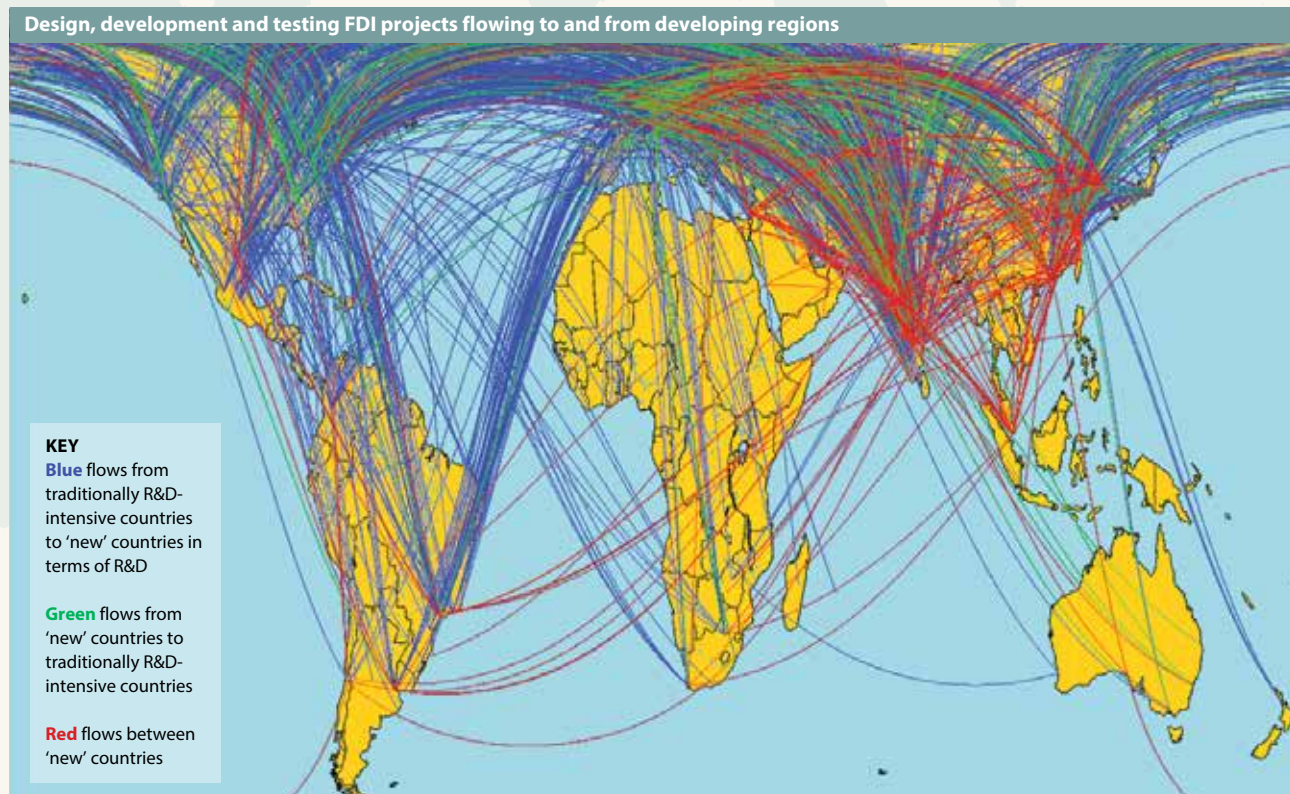 Design, development and testing FDI projects flowing to and from developing regions
KEY
Blue flows from
traditionally R&D-
intensive countries
to ‘new’ countries in
terms of R&D
Green flows from
‘new’ countries to
traditionally R&D-
intensive countries
Red flows between
‘new’ countries